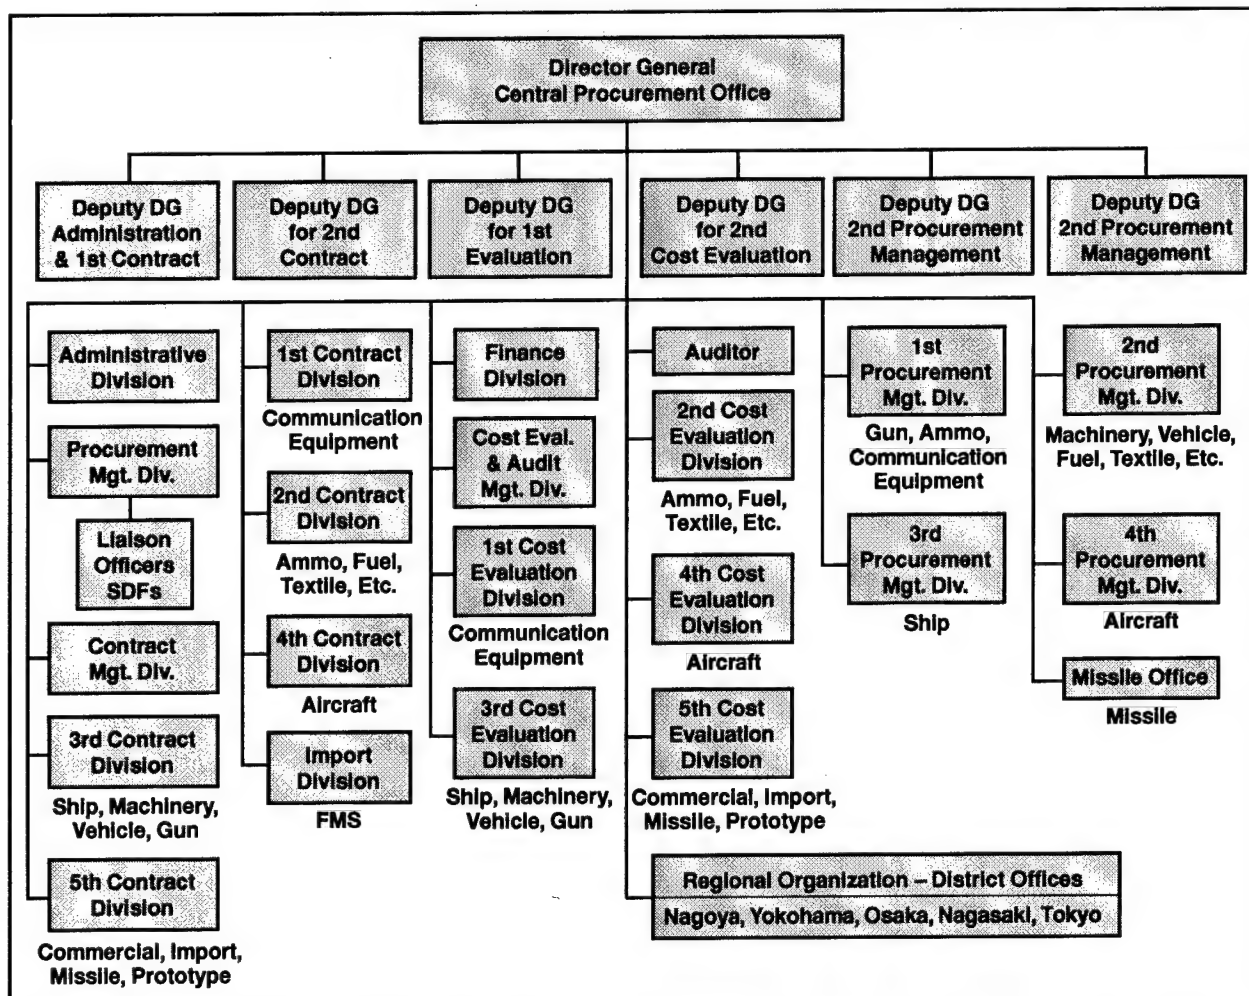 Director General
Central Procurement Office
Deputy DG
Administration
& 1st Contract
Deputy DG
for 2nd
Contract
Deputy DG
for 1st
Evaluation
Deputy DG
for 2nd
Cost Evaluation
Deputy DG
2nd Procurement
Management
Deputy DG
2nd Procurement
Management
Administrative
Division
Procurement
Mgt. Div.
Liaison
Officers
SDFs
Contract
Mgt. Div.
3rd Contract
Division
Ship, Machinery,
Vehicle, Gun
5th Contract
Division
Commercial, Import,
Missile, Prototype
1st Contract
Division
Communication
Equipment
2nd Contract
Division
Ammo, Fuel,
Textile, Etc.
4th Contract
Division
Aircraft
Import
Division
FMS
Finance
Division
Cost Eval.
& Audit
Mgt. Div.
1st Cost
Evaluation
Division
Communication
Equipment
3rd Cost
Evaluation
Division
Ship, Machinery,
Vehicle, Gun
Auditor
2nd Cost
Evaluation
Division
Ammo, Fuel,
Textile, Etc.
4th Cost
Evaluation
Division
Aircraft
5th Cost
Evaluation
Division
Commercial, Import,
Missile, Prototype
Regional Organization – District Offices
Nagoya, Yokohama, Osaka, Nagasaki, Tokyo
1st
Procurement
Mgt. Div.
Gun, Ammo,
Communication
Equipment
3rd
Procurement
Mgt. Div.
Ship
2nd
Procurement
Mgt. Div.
Machinery, Vehicle,
Fuel, Textile, Etc.
4th
Procurement
Mgt. Div.
Aircraft
Missile Office
Missile